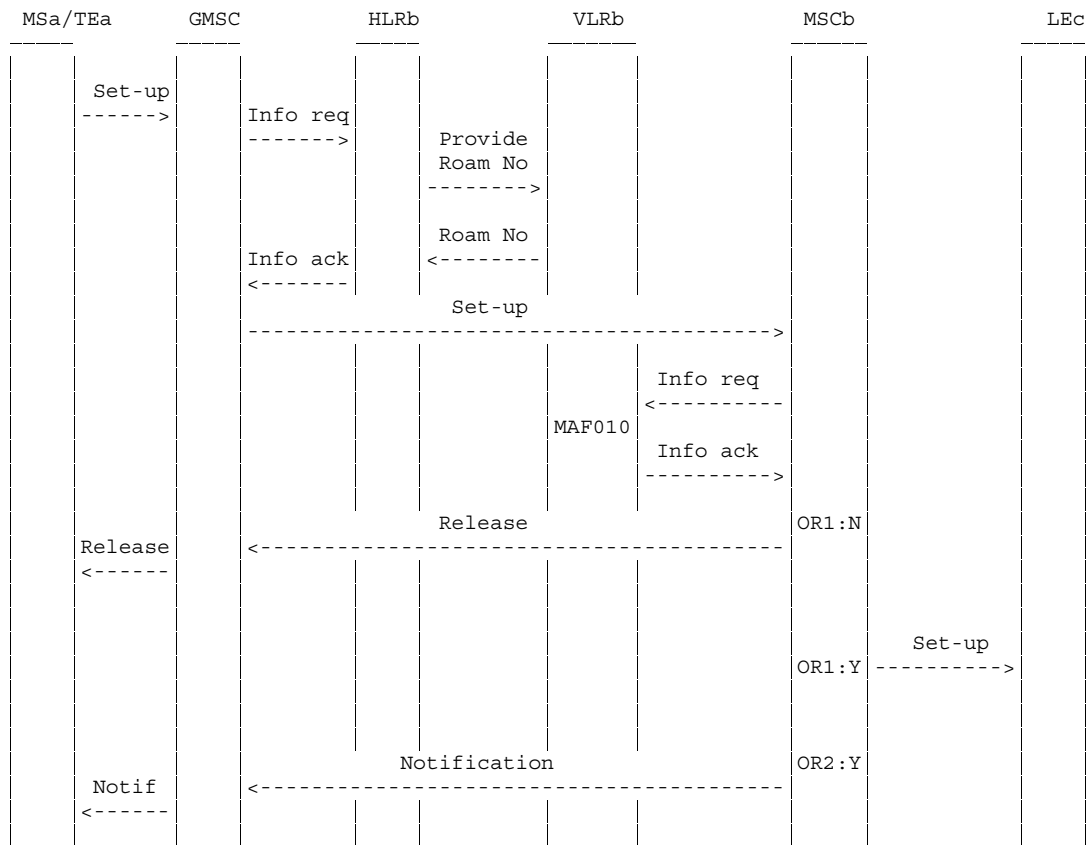 MSa/TEa GMSC HLRb VLRb MSCb LEc
Set-up
------> Info req
-------> Provide
Roam No
-------->
Roam No
Info ack <--------
<-------
Set-up
----------------------------------------->
Info req
<----------
MAF010
Info ack
---------->
Release OR1:N
Release <-----------------------------------------
<------
Set-up
OR1:Y ---------->
Notification OR2:Y
Notif <-----------------------------------------
<------